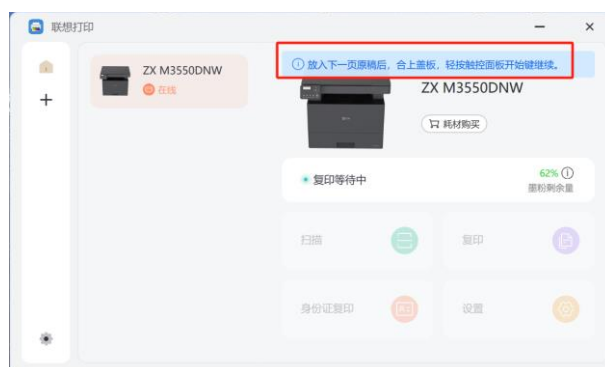 联想打印
ZX M3550DNW
在线
放入下一页原稿后，合上盖板，轻按触控面板开始键继续。
ZX M3550DNW
耗材购买
复印等待中
62%
墨粉剩余量
扫描
复印
身份证复印
设置